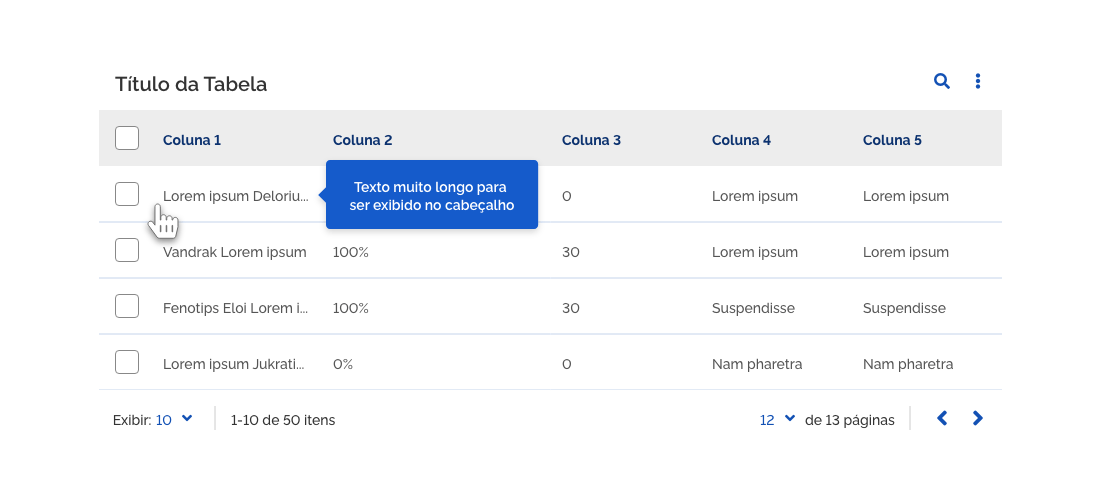 Título da Tabela
Coluna 1 Coluna 2 Coluna 3 Coluna 4 Coluna 5
Lorem ipsum Deloriu... Texto muito longo para 0 Lorem ipsum Lorem ipsum
ser exibido no cabeçalho
Vandrak Lorem ipsum 100% 30 Lorem ipsum Lorem ipsum
Fenotips Eloi Lorem i... 100% 30 Suspendisse Suspendisse
Lorem ipsum Jukrati... 0% 0 Nam pharetra Nam pharetra
Exibir: 10 1-10 de 50 itens 12 de 13 páginas